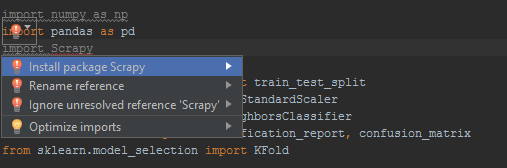 import numpy as np
import pandas as pd
import Scrapy
Install package Scrapy
Rename reference
Ignore unresolved reference 'Scrapy'
Optimize imports
train_test_split
StandardScaler
fication_report, confusion_matrix
from sklearn.model_selection import KFold